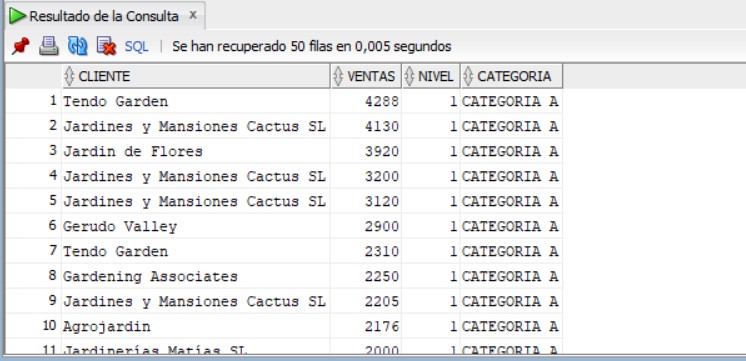 Resultado de la Consulta x
SQL | Se han recuperado 50 filas en 0,005 segundos
CLIENTE VENTAS NIVEL CATEGORIA
1 Tendo Garden 4288 1 CATEGORIA A
2 Jardines y Mansiones Cactus SL 4130 1 CATEGORIA A
3 Jardin de Flores 3920 1 CATEGORIA A
4 Jardines y Mansiones Cactus SL 3200 1 CATEGORIA A
5 Jardines y Mansiones Cactus SL 3120 1 CATEGORIA A
6 Gerudo Valley 2900 1 CATEGORIA A
7 Tendo Garden 2310 1 CATEGORIA A
8 Gardening Associates 2250 1 CATEGORIA A
9 Jardines y Mansiones Cactus SL 2205 1 CATEGORIA A
10 Agrojardin 2176 1 CATEGORIA A
11 Jardinerías Matías SL 2000 1 CATEGORIA A